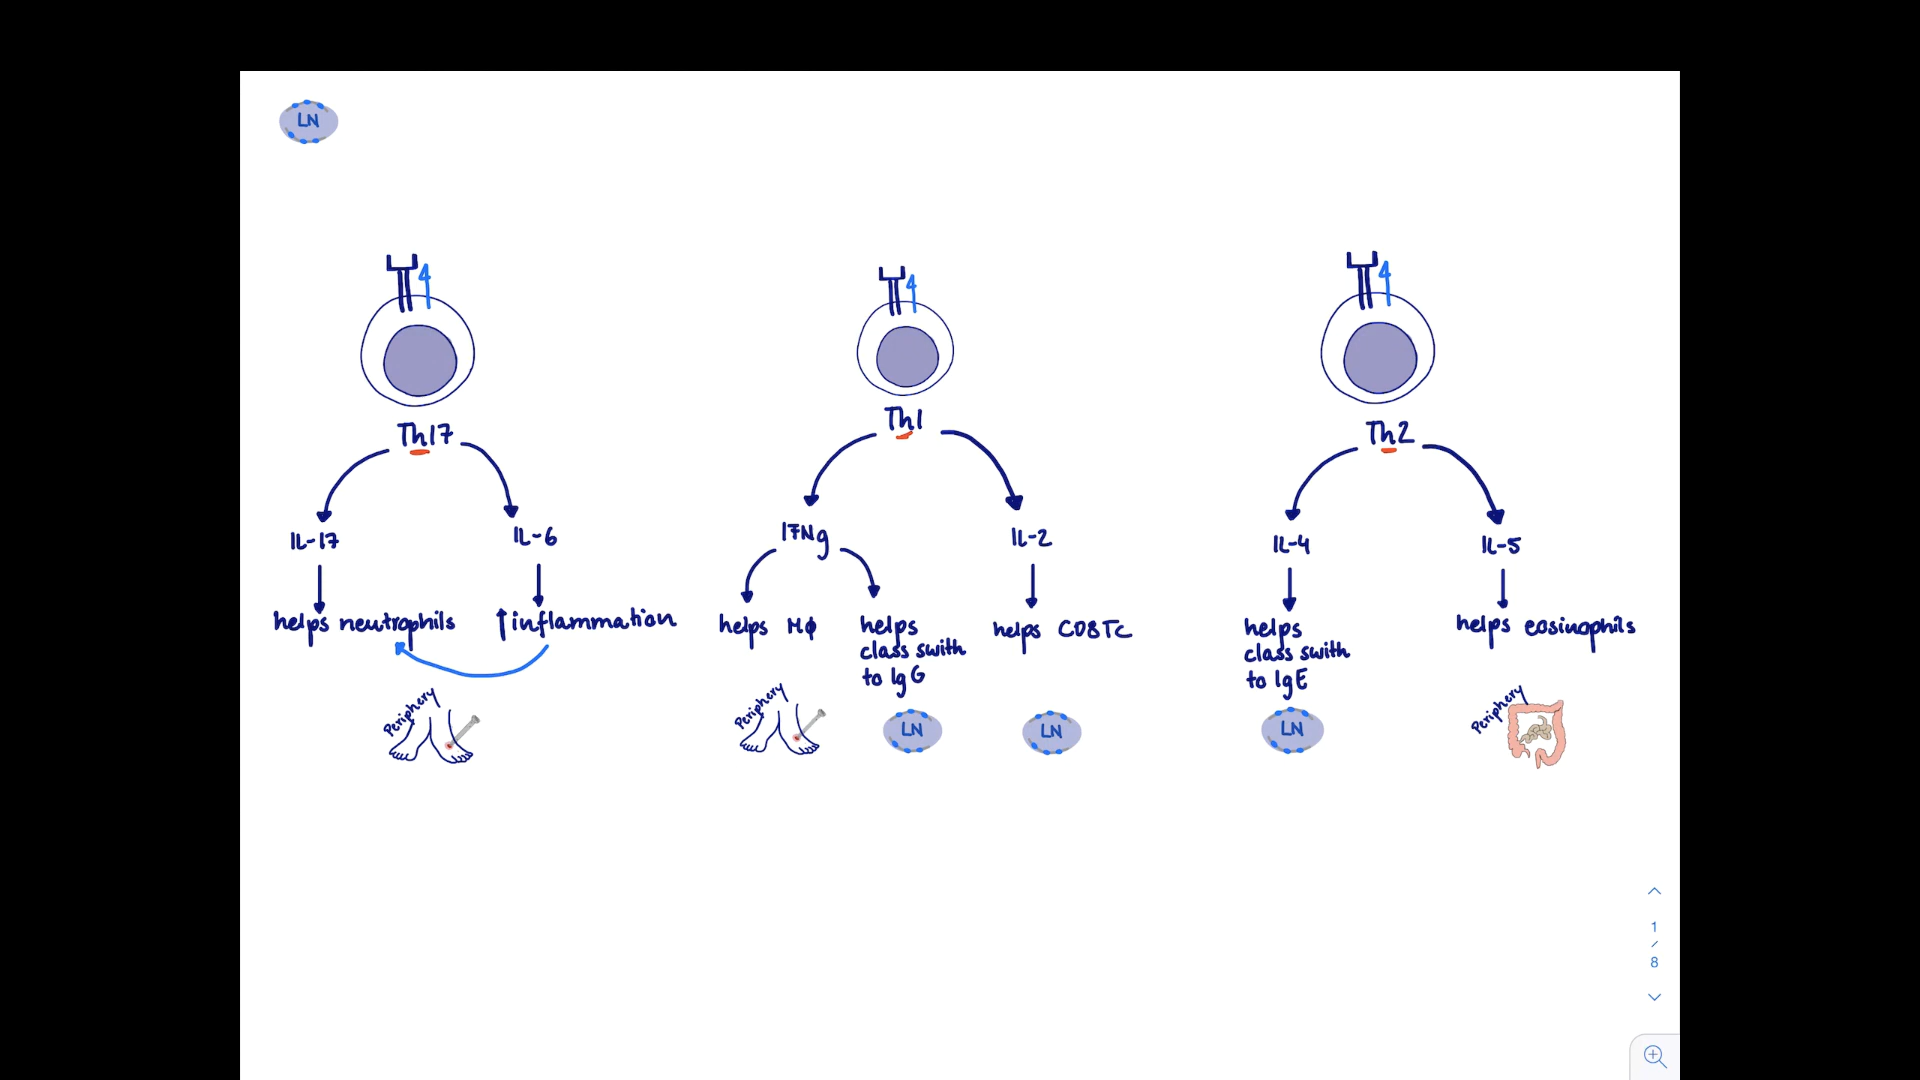 LN
4
4
4
Th17
Th1
Th2
IL-17
IL-6
IFNg
IL-2
IL-4
IL-5
helps neutrophils
↑ inflammation
helps MΦ
helps
class swith
to IgG
helps CD8Tc
helps
class swith
to IgE
helps eosinophils
Periphery
Periphery
LN
LN
LN
Periphery
1
/
8